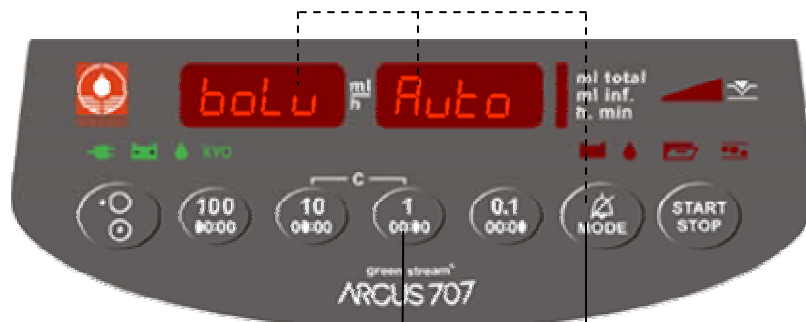 boLu ml/h Auto
ml total
ml inf.
h. min
KVO
C
100 10 1 0.1 MODE START
00:00 00:00 00:00 00:00 STOP
green stream
ARCUS 707